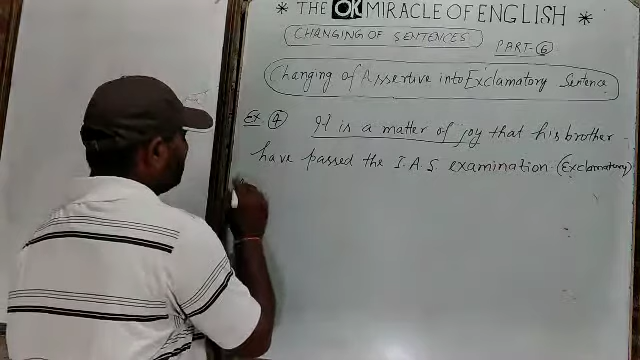 * THE OK MIRACLE OF ENGLISH *
CHANGING OF SENTENCES
PART-6
Changing of Assertive into Exclamatory Sentence
Ex 4 It is a matter of joy that his brother
have passed the I.A.S. examination. (Exclamatory)